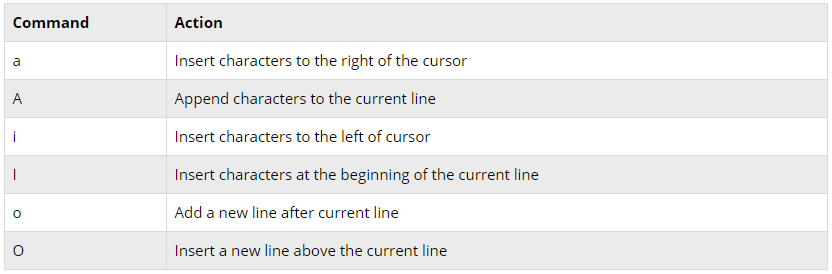 Command Action
a Insert characters to the right of the cursor
A Append characters to the current line
i Insert characters to the left of cursor
I Insert characters at the beginning of the current line
o Add a new line after current line
O Insert a new line above the current line